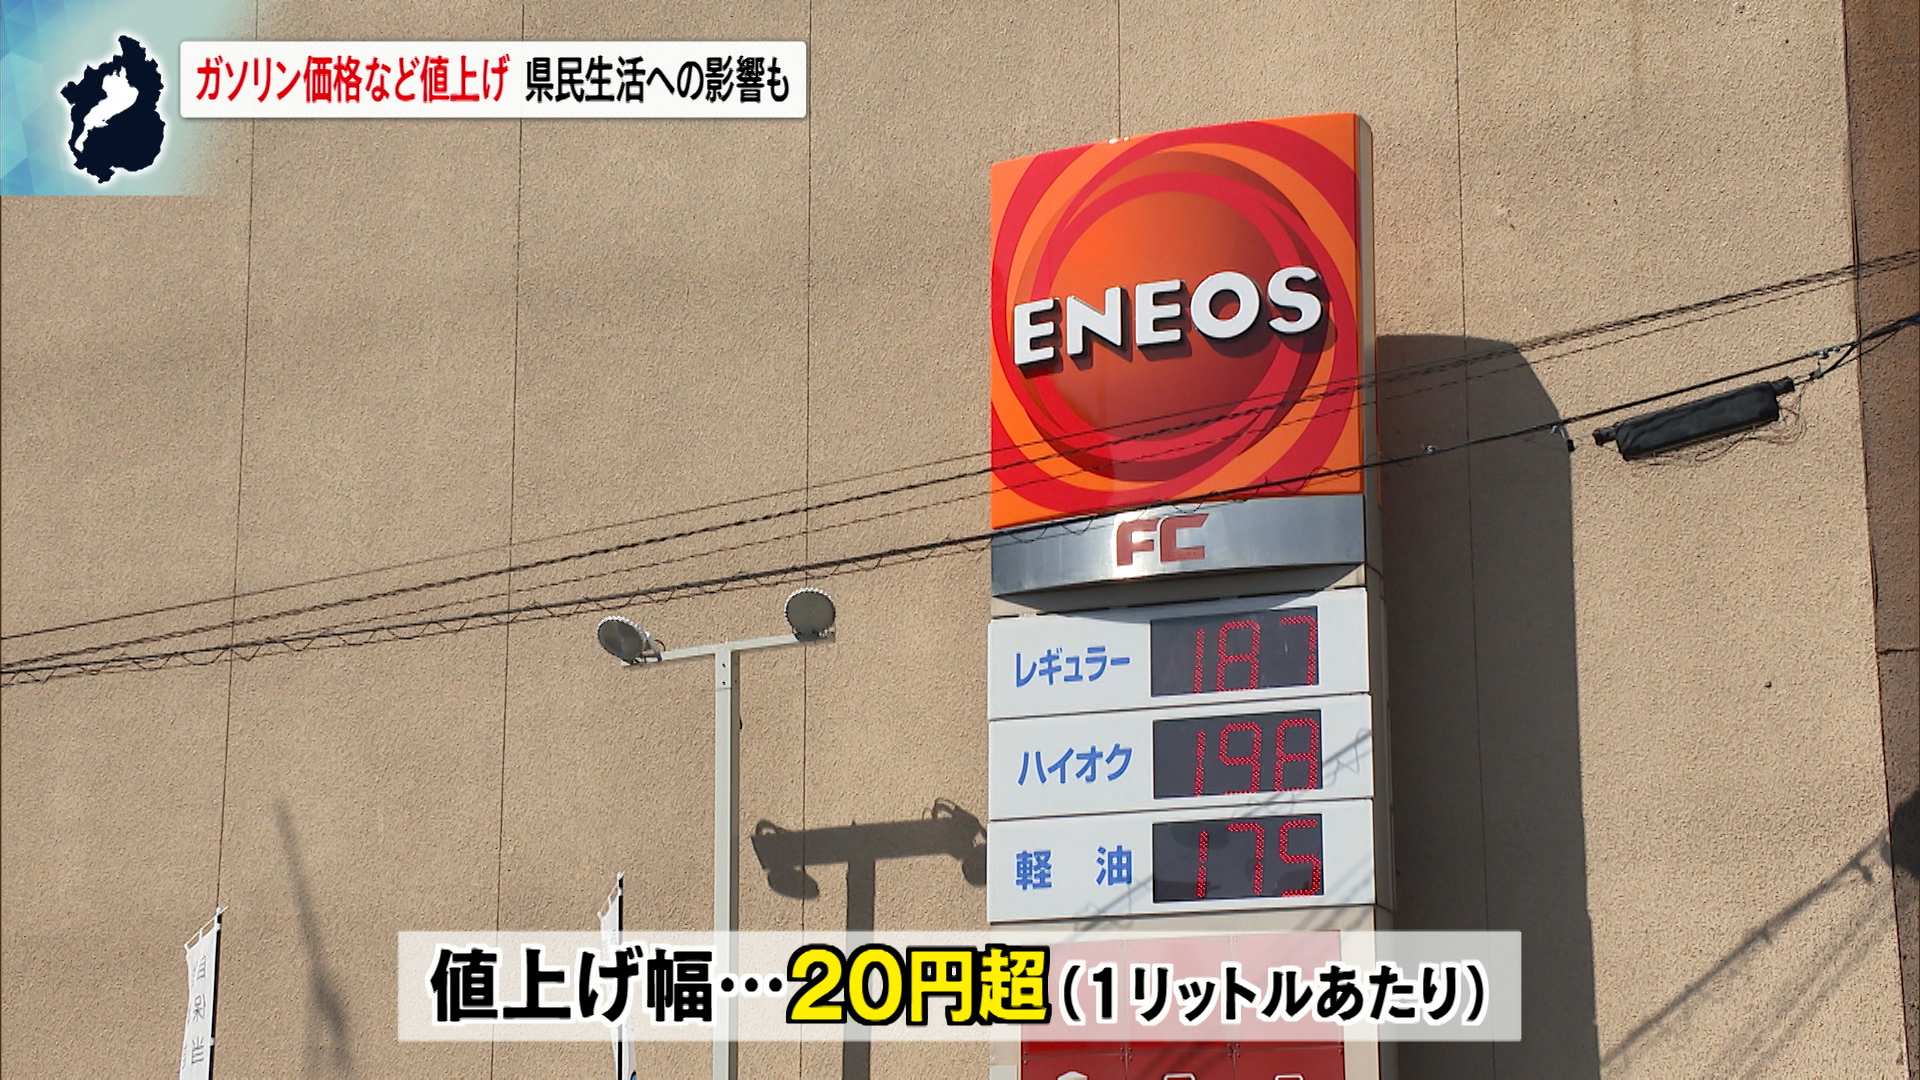 ガソリン価格など値上げ 県民生活への影響も
ENEOS
FC
レギュラー 187
ハイオク 198
軽油 175
値上げ幅…20円超(1リットルあたり)